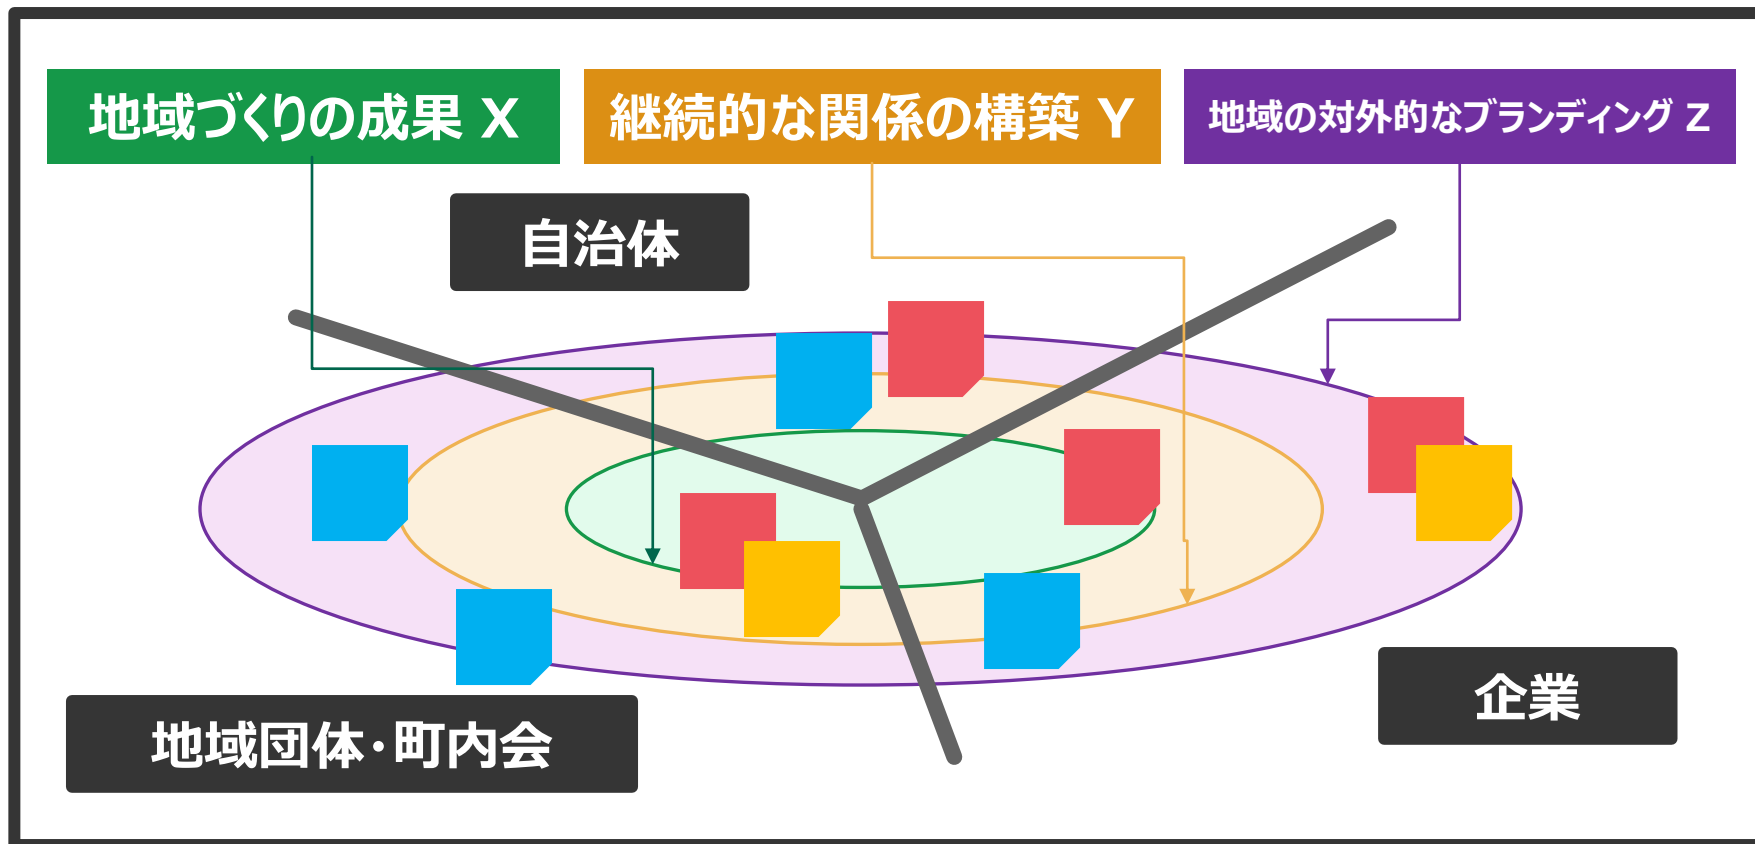 地域づくりの成果 X
継続的な関係の構築 Y
地域の対外的なブランディング Z
自治体
地域団体・町内会
企業